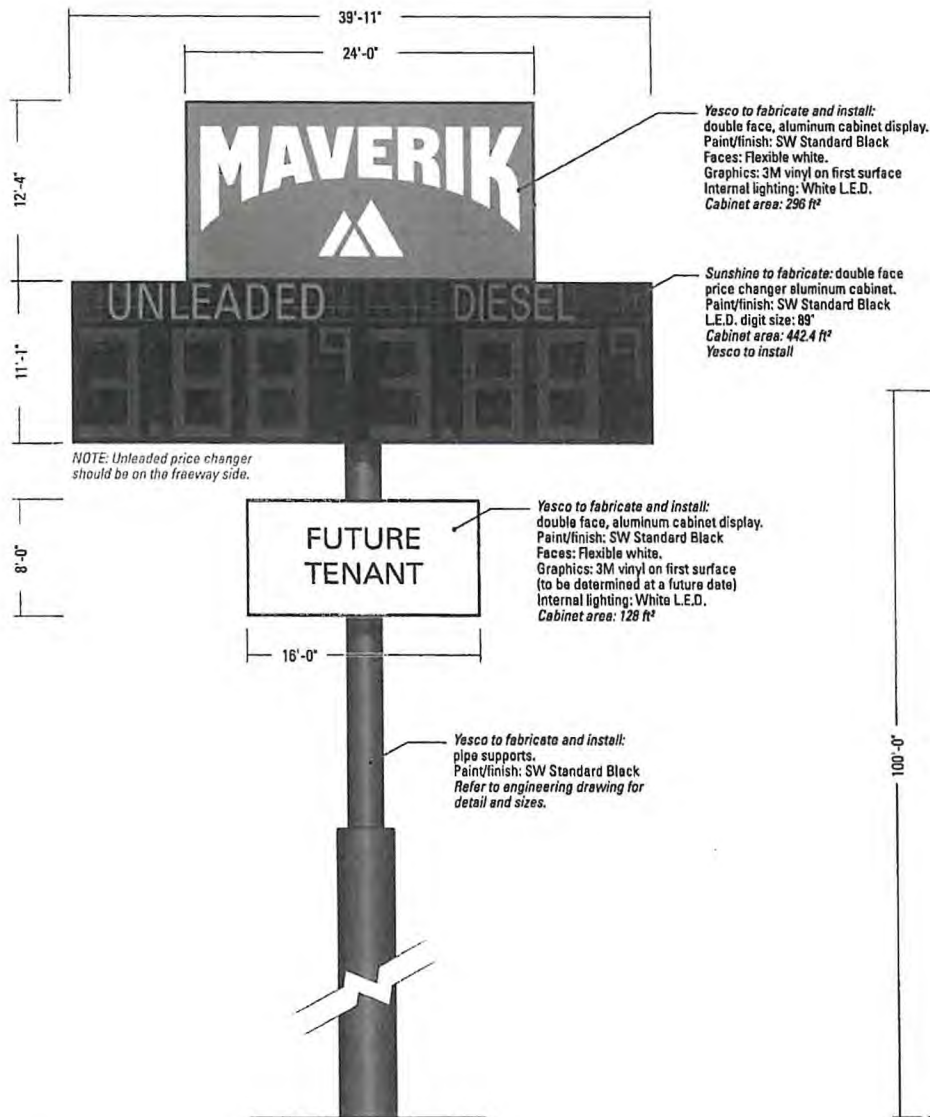 39'-11"
24'-0"
12'-4"
MAVERIK
Yesco to fabricate and install:
double face, aluminum cabinet display.
Paint/finish: SW Standard Black
Faces: Flexible white.
Graphics: 3M vinyl on first surface
Internal lighting: White L.E.D.
Cabinet area: 296 ft²
11'-1"
UNLEADED DIESEL
3.889 3.889
Sunshine to fabricate: double face
price changer aluminum cabinet.
Paint/finish: SW Standard Black
L.E.D. digit size: 89"
Cabinet area: 442.4 ft²
Yesco to install
NOTE: Unleaded price changer
should be on the freeway side.
8'-0"
FUTURE
TENANT
16'-0"
Yesco to fabricate and install:
double face, aluminum cabinet display.
Paint/finish: SW Standard Black
Faces: Flexible white.
Graphics: 3M vinyl on first surface
(to be determined at a future date)
Internal lighting: White L.E.D.
Cabinet area: 128 ft²
Yesco to fabricate and install:
pipe supports.
Paint/finish: SW Standard Black
Refer to engineering drawing for
detail and sizes.
100'-0"